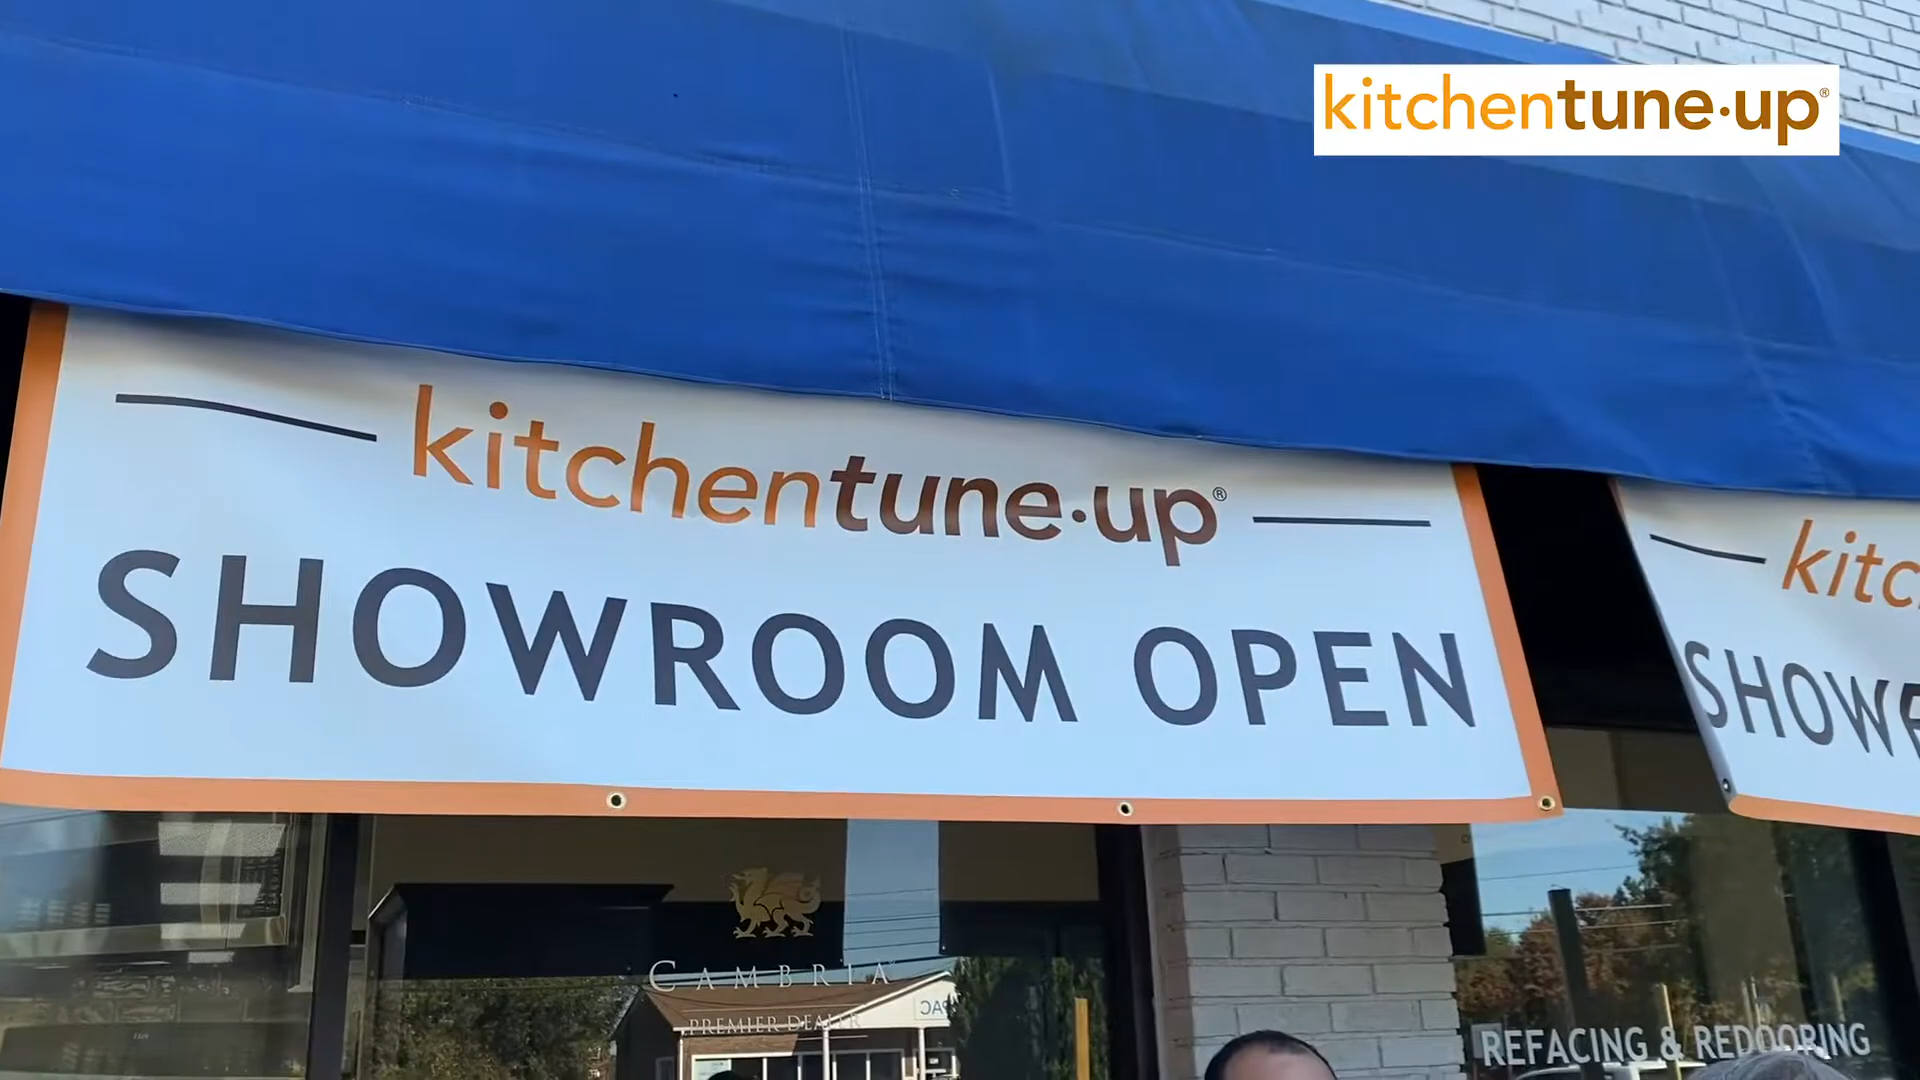 kitchentune·up®
kitchentune·up®
SHOWROOM OPEN
kitc
SHOW
CAMBRIA
PREMIER DEALER
REFACING & REDOORING